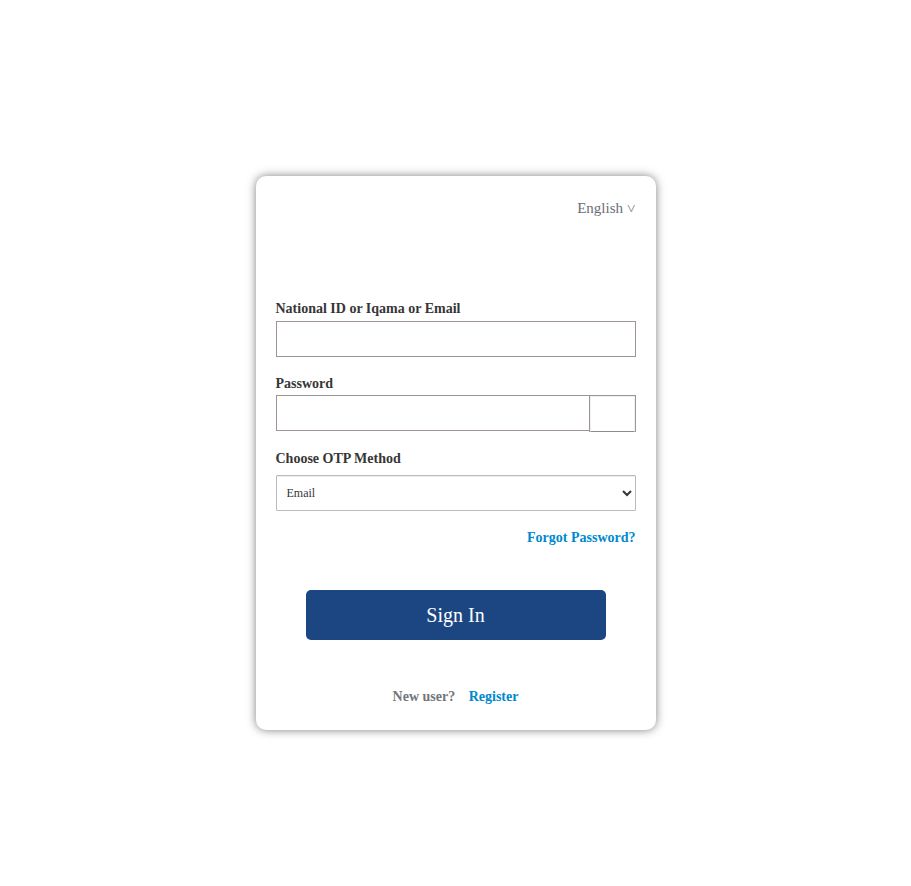 English ˅
National ID or Iqama or Email
Password
Choose OTP Method
Email
Forgot Password?
Sign In
New user? Register